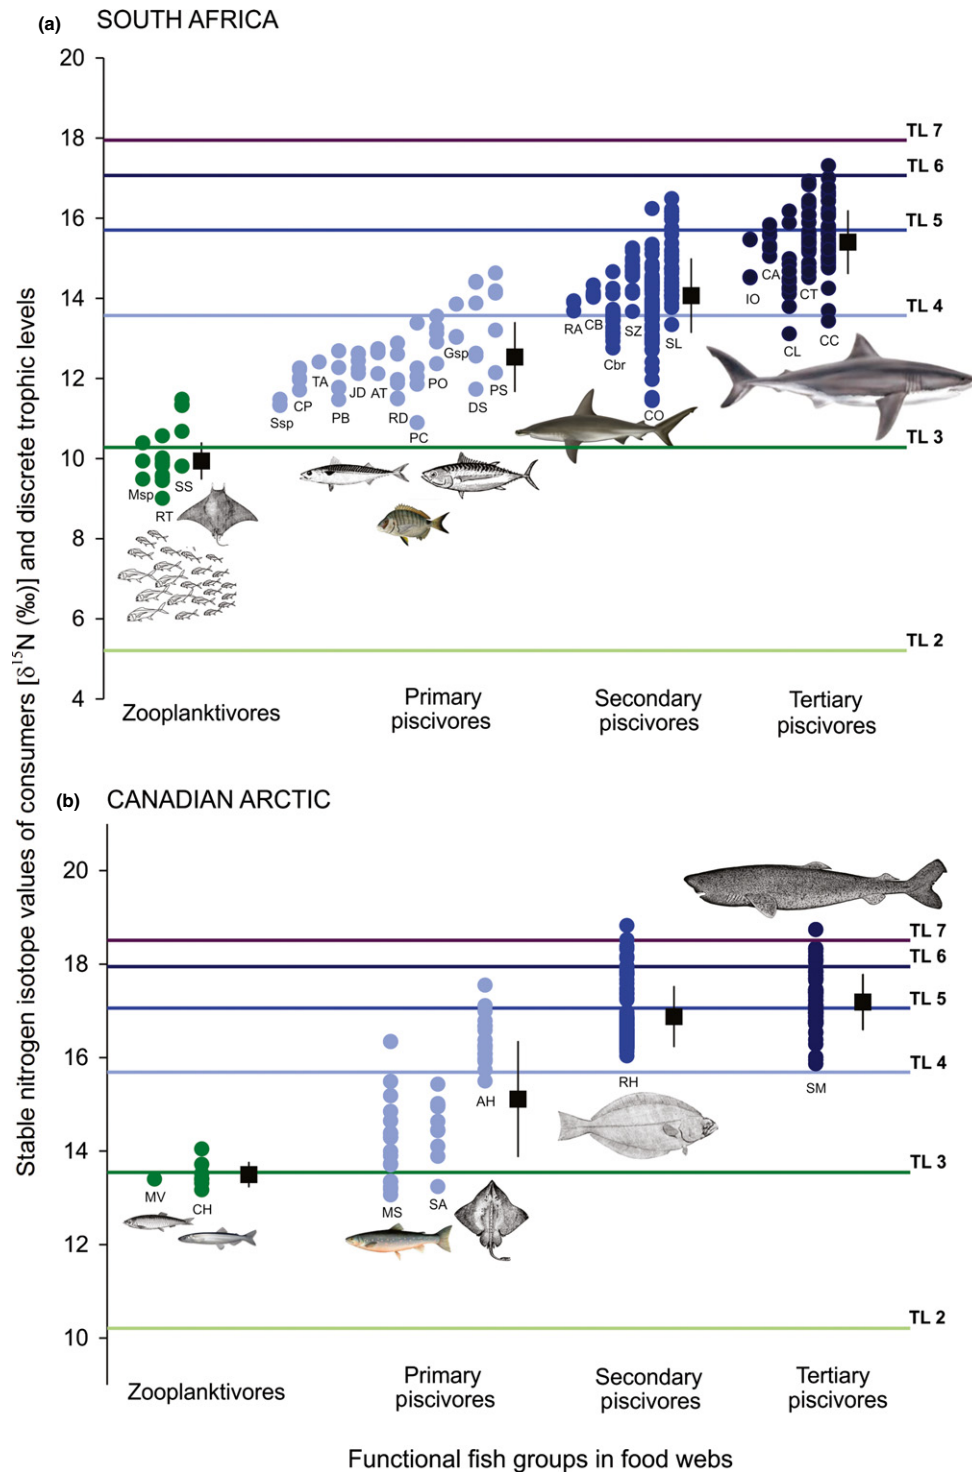 (a) SOUTH AFRICA
Stable nitrogen isotope values of consumers [δ¹⁵N (‰)] and discrete trophic levels
20
18
16
14
12
10
8
6
4
TL 7
TL 6
TL 5
TL 4
TL 3
TL 2
Msp
RT
SS
Ssp
CP
TA
PB
JD
AT
RD
PC
PO
Gsp
DS
PS
RA
CB
Cbr
SZ
CO
SL
IO
CA
CL
CT
CC
Zooplanktivores
Primary
piscivores
Secondary
piscivores
Tertiary
piscivores
(b) CANADIAN ARCTIC
20
18
16
14
12
10
TL 7
TL 6
TL 5
TL 4
TL 3
TL 2
MV
CH
MS
SA
AH
RH
SM
Zooplanktivores
Primary
piscivores
Secondary
piscivores
Tertiary
piscivores
Functional fish groups in food webs